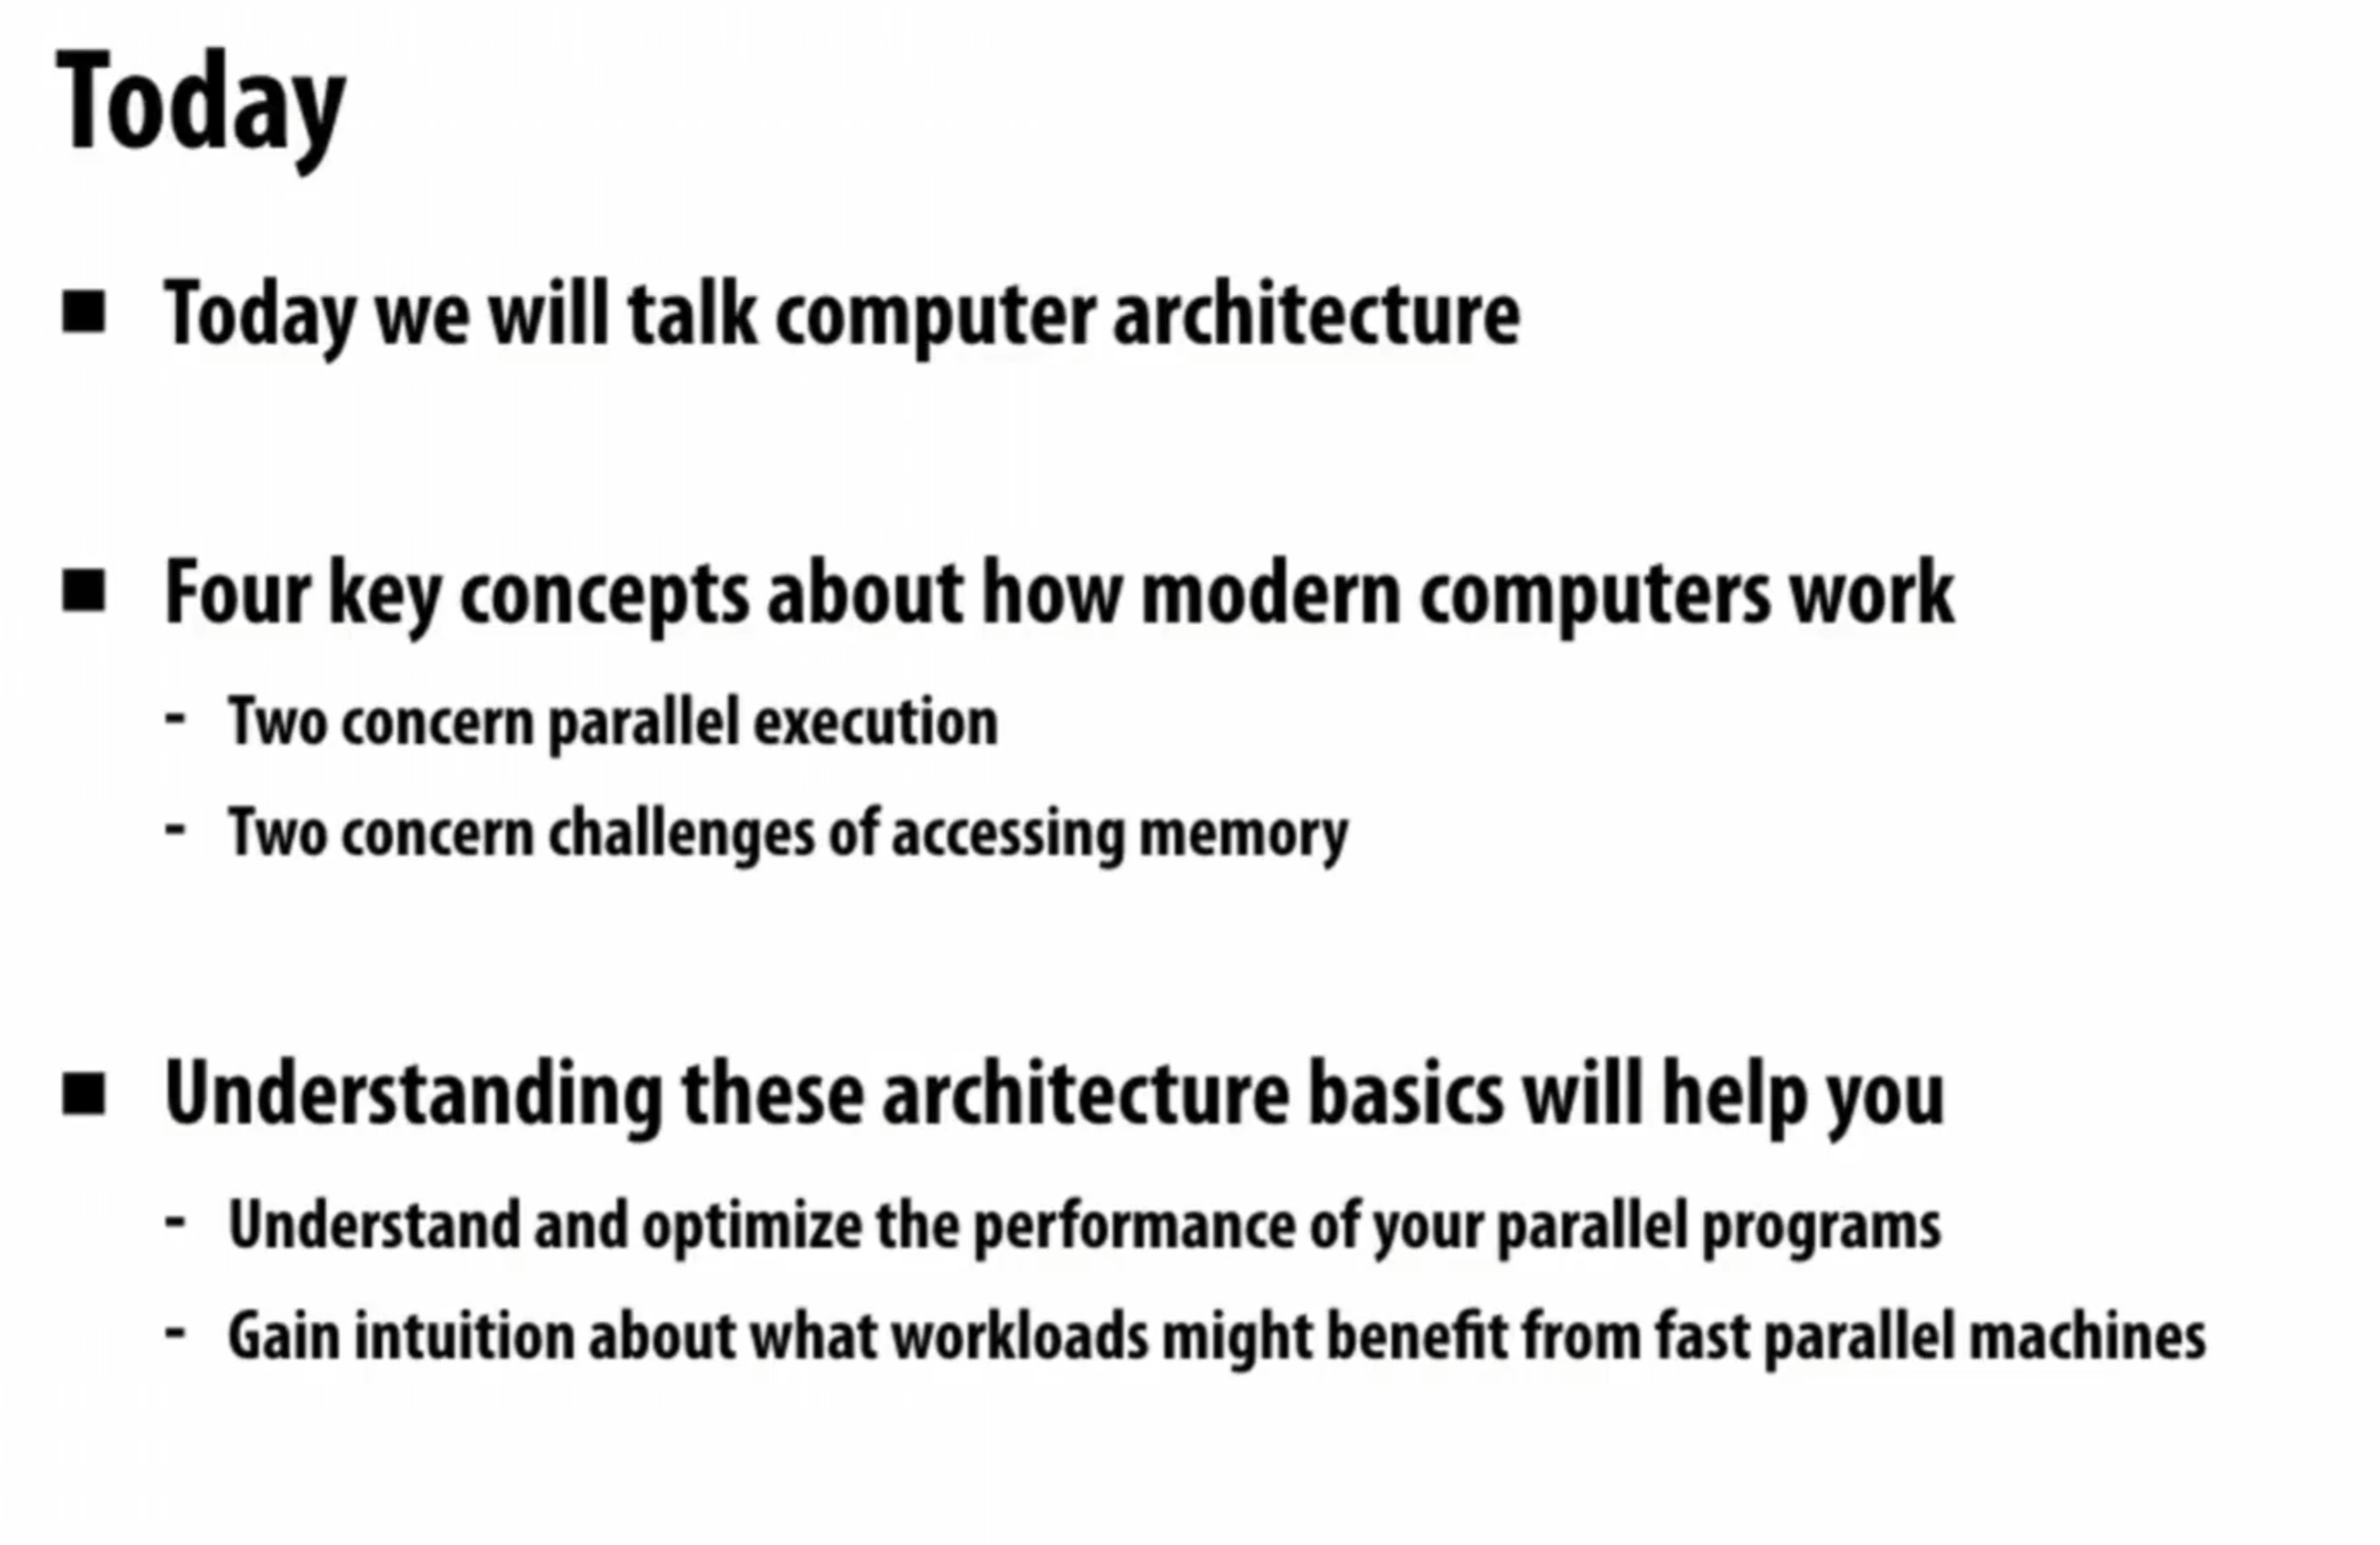 Today
■ Today we will talk computer architecture
■ Four key concepts about how modern computers work
- Two concern parallel execution
- Two concern challenges of accessing memory
■ Understanding these architecture basics will help you
- Understand and optimize the performance of your parallel programs
- Gain intuition about what workloads might benefit from fast parallel machines